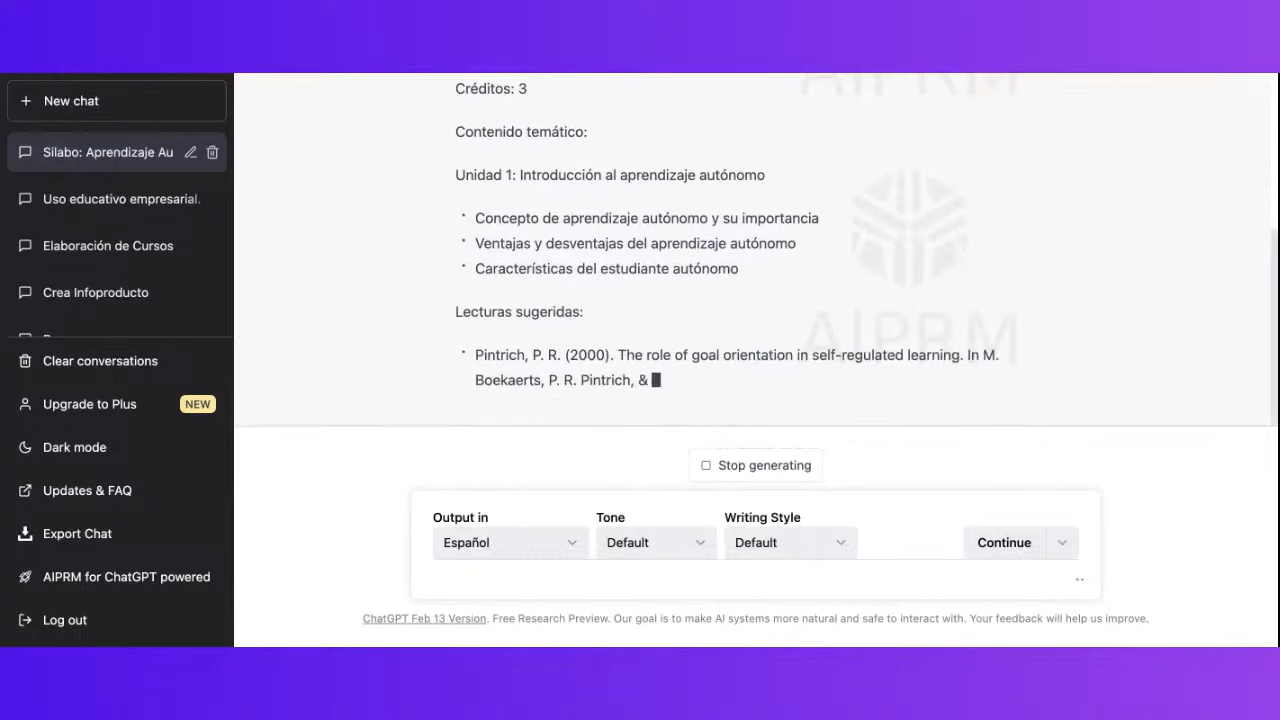 New chat
Sílabo: Aprendizaje Au
Uso educativo empresarial.
Elaboración de Cursos
Crea Infoproducto
Clear conversations
Upgrade to Plus NEW
Dark mode
Updates & FAQ
Export Chat
AIPRM for ChatGPT powered
Log out
AIPRM
Créditos: 3
Contenido temático:
Unidad 1: Introducción al aprendizaje autónomo
• Concepto de aprendizaje autónomo y su importancia
• Ventajas y desventajas del aprendizaje autónomo
• Características del estudiante autónomo
AIPRM
Lecturas sugeridas:
• Pintrich, P. R. (2000). The role of goal orientation in self-regulated learning. In M.
Boekaerts, P. R. Pintrich, &
Stop generating
Output in Tone Writing Style
Español Default Default Continue
ChatGPT Feb 13 Version. Free Research Preview. Our goal is to make AI systems more natural and safe to interact with. Your feedback will help us improve.